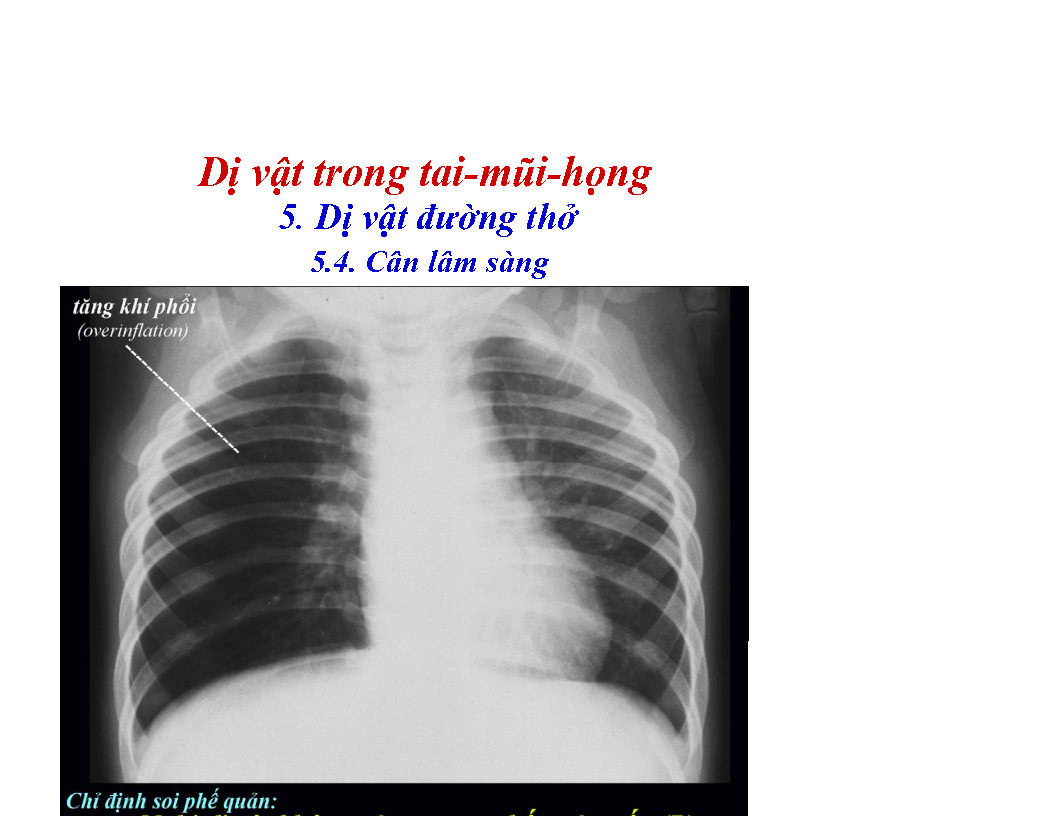 Dị vật trong tai-mũi-họng
5. Dị vật đường thở
5.4. Cân lâm sàng
tăng khí phổi
(overinflation)
Chỉ định soi phế quản: